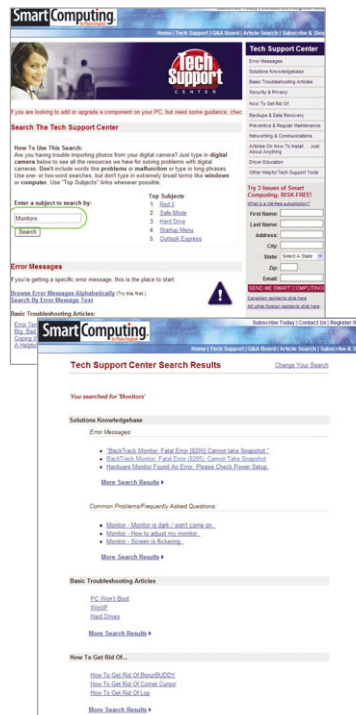 Smart Computing.
in Plain English
Home | Tech Support | Q&A Board | Article Search | Subscribe & Shop
Tech
Support
CENTER
If you are looking to add or upgrade a component on your PC, but need some guidance, chec
Search The Tech Support Center
How To Use This Search:
Are you having trouble importing photos from your digital camera? Just type in digital
camera below to see all the resources we have for solving problems with digital
cameras. Don't include words like problems or malfunction or type in long phrases.
Use one- or two-word searches, but don't type in extremely broad terms like windows
or computer. Use "Top Subjects" links whenever possible.
Enter a subject to search by:
Monitors
Search
Top Subjects
1. Red X
2. Safe Mode
3. Hard Drive
4. Startup Menu
5. Outlook Express
Error Messages
If you're getting a specific error message, this is the place to start.
Browse Error Messages Alphabetically (Try this first.)
Search By Error Message Text
Basic Troubleshooting Articles:
Tech Support Center
Error Messages
Solutions Knowledgebase
Basic Troubleshooting Articles
Security & Privacy
How To Get Rid Of?
Backups & Data Recovery
Preventive & Regular Maintenance
Networking & Communications
Articles On How To Install ... Just
About Anything
Driver Education
Other Helpful Tech Support Tools
Try 3 Issues of Smart
Computing, RISK-FREE!
What is a risk-free subscription?
First Name:
Last Name:
Address:
City:
State: Select A State
Zip:
Email:
SEND ME SMART COMPUTING!
Canadian residents click here
All other foreign residents click here
Smart Computing.
in Plain English
Subscribe Today | Contact Us | Register N
Home | Tech Support | Q&A Board | Article Search | Subscribe & S
Tech Support Center Search Results
Change Your Search
You searched for 'Monitors'
Solutions Knowledgebase
Error Messages:
"BackTrack Monitor: Fatal Error [8200] Cannot take Snapshot."
BackTrack Monitor: Fatal Error [8200]: Cannot Take Snapshot
Hardware Monitor Found An Error, Please Check Power Setup.
More Search Results
Common Problems/Frequently Asked Questions:
Monitor - Monitor is dark / won't come on.
Monitor - How to adjust my monitor.
Monitor - Screen is flickering.
More Search Results
Basic Troubleshooting Articles
PC Won't Boot
WinIP
Hard Drives
More Search Results
How To Get Rid Of...
How To Get Rid Of BonziBUDDY
How To Get Rid Of Comet Cursor
How To Get Rid Of Lop
More Search Results